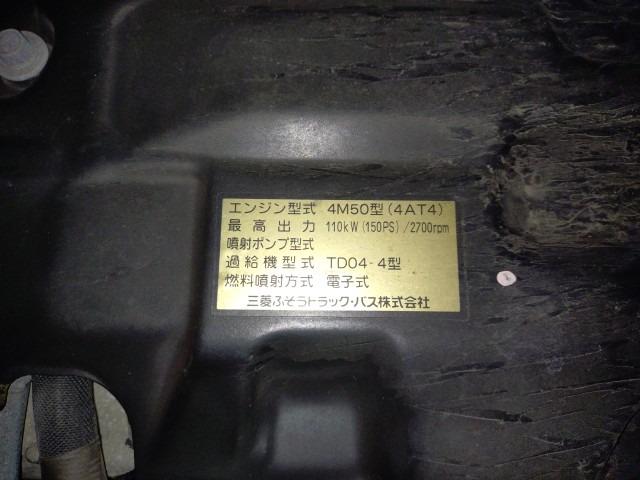 エンジン型式 4M50型(4AT4)
最高出力 110kW(150PS)/2700rpm
噴射ポンプ型式
過給機型式 TD04-4型
燃料噴射方式 電子式
三菱ふそうトラック・バス株式会社